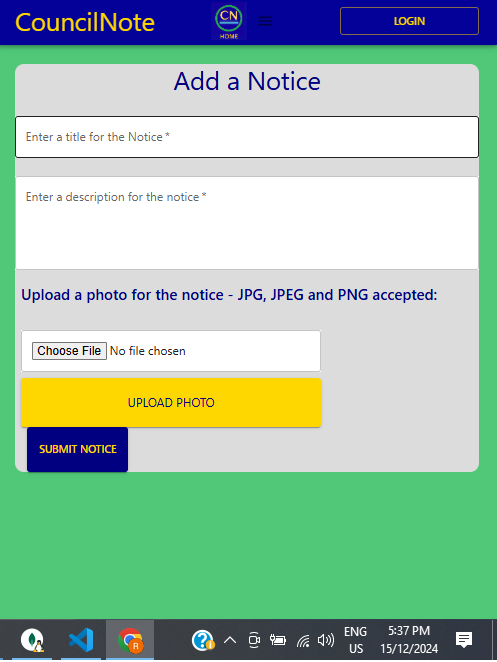 CouncilNote
CN
HOME
LOGIN
Add a Notice
Enter a title for the Notice *
Enter a description for the notice *
Upload a photo for the notice - JPG, JPEG and PNG accepted:
Choose File No file chosen
UPLOAD PHOTO
SUBMIT NOTICE
R
?
ENG
US
5:37 PM
15/12/2024